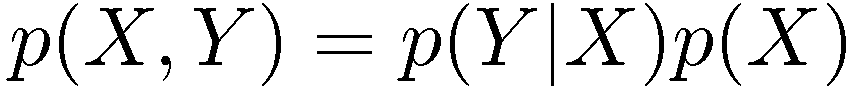 p(X, Y) = p(Y|X)p(X)